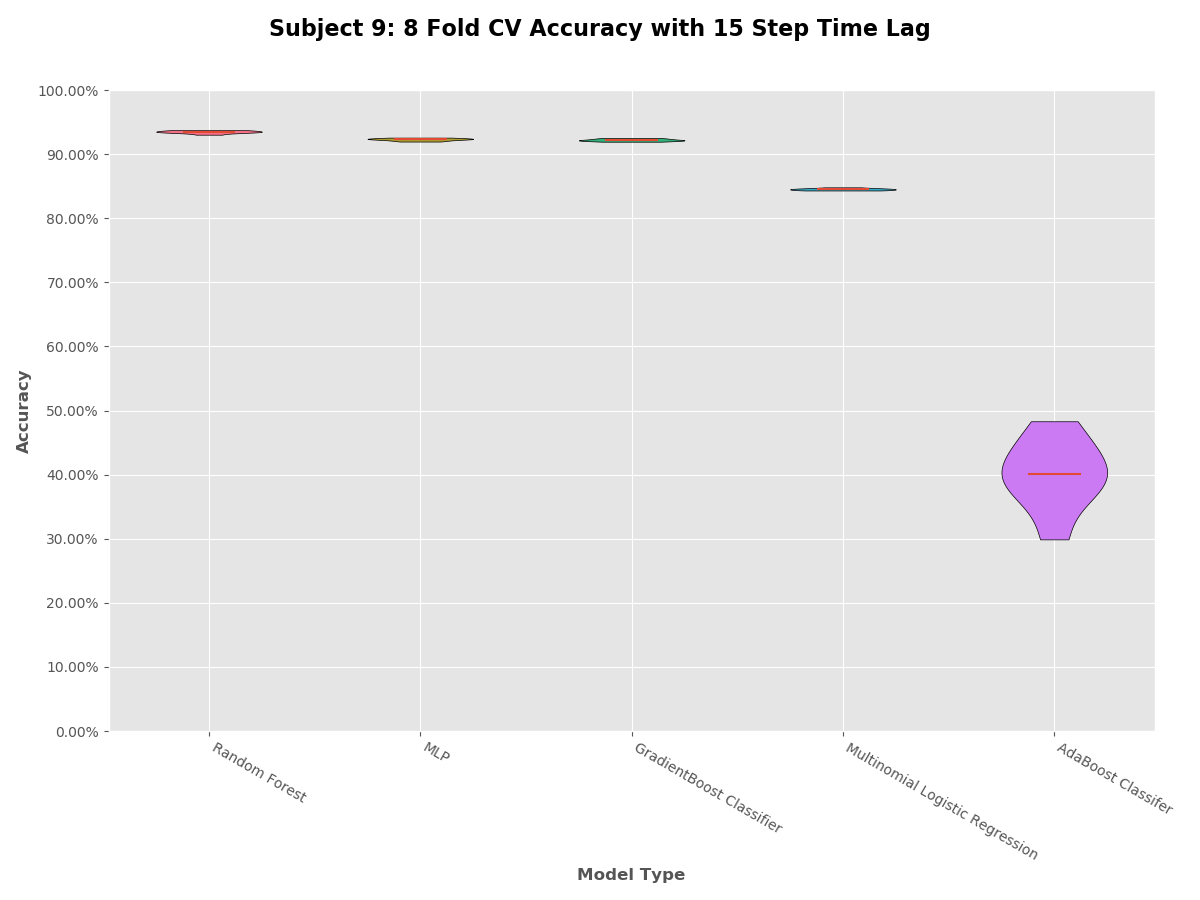 Subject 9: 8 Fold CV Accuracy with 15 Step Time Lag
100.00%
90.00%
80.00%
70.00%
60.00%
50.00%
40.00%
30.00%
20.00%
10.00%
0.00%
Accuracy
Random Forest
MLP
GradientBoost Classifier
Multinomial Logistic Regression
AdaBoost Classifer
Model Type